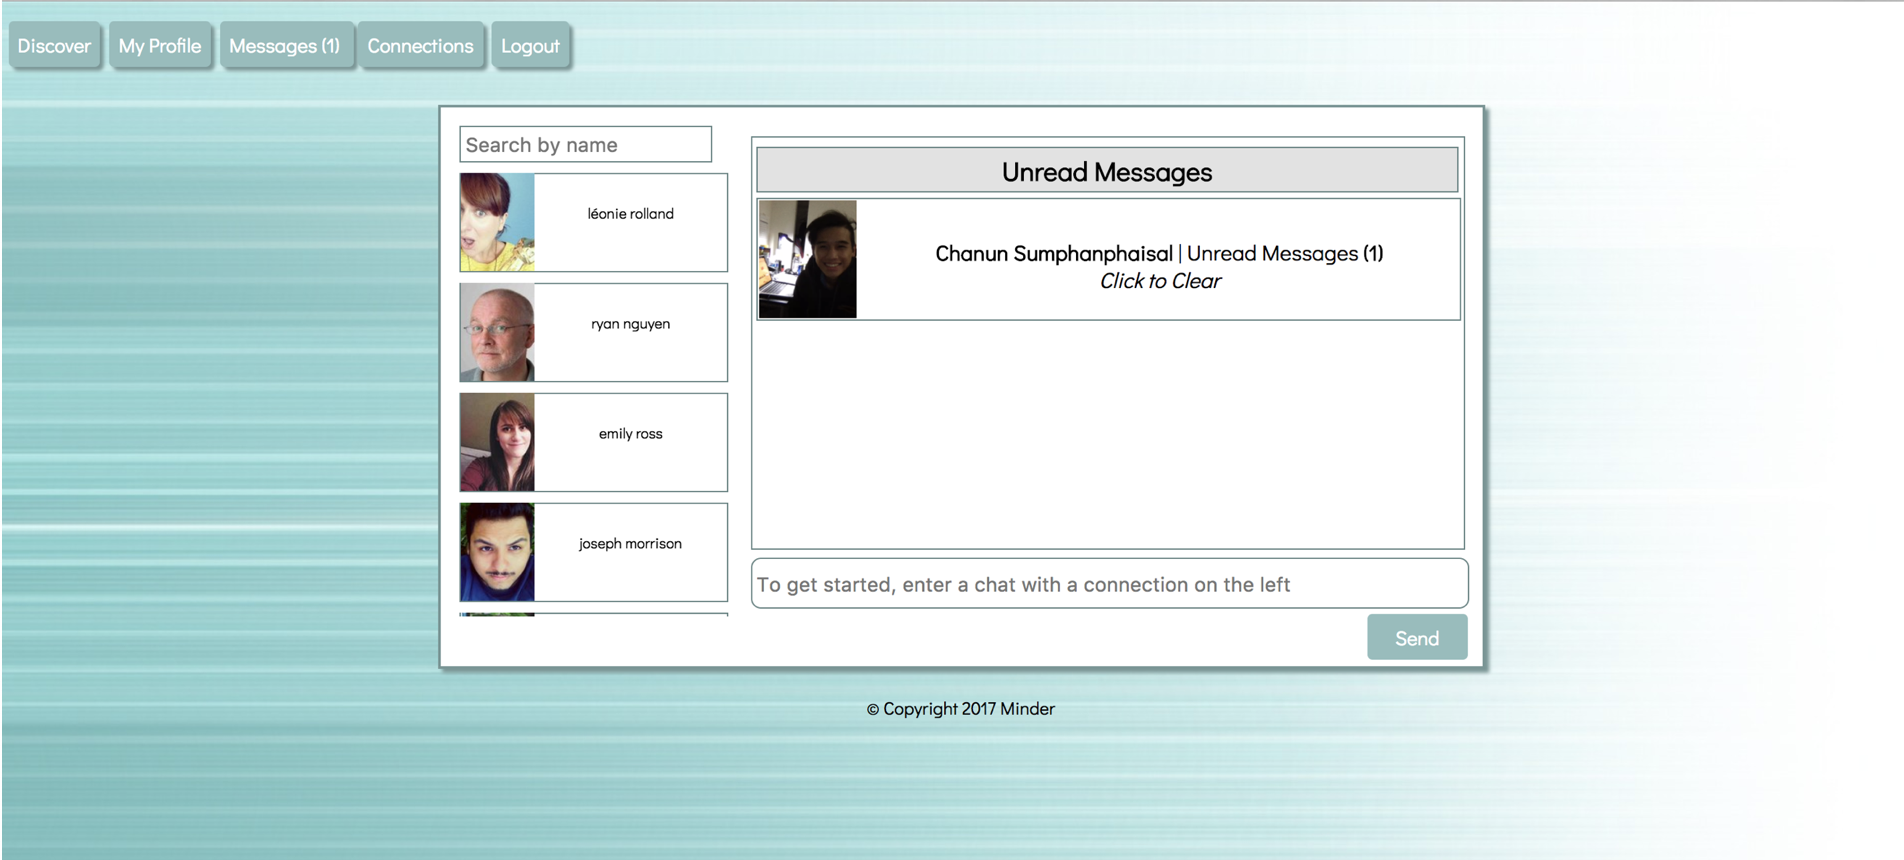 Discover My Profile Messages (1) Connections Logout
Search by name
léonie rolland
ryan nguyen
emily ross
joseph morrison
Unread Messages
Chanun Sumphanphaisal | Unread Messages (1)
Click to Clear
To get started, enter a chat with a connection on the left
Send
© Copyright 2017 Minder